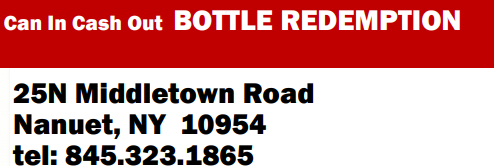 Can In Cash Out BOTTLE REDEMPTION
25N Middletown Road
Nanuet, NY 10954
tel: 845.323.1865